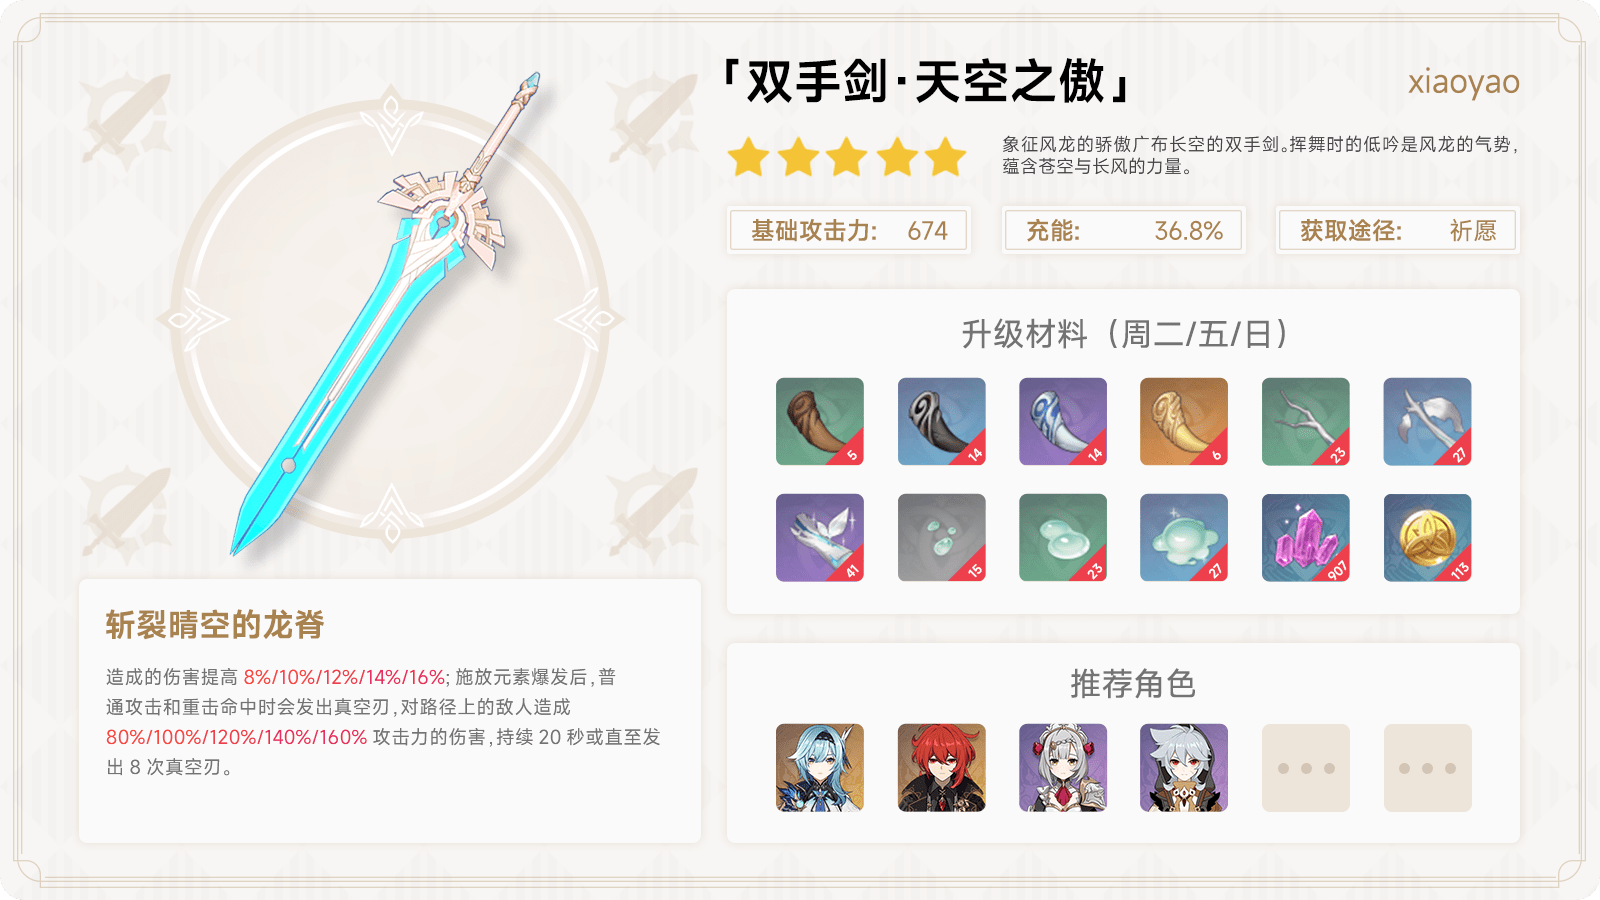 「双手剑·天空之傲」
xiaoyao
象征风龙的骄傲广布长空的双手剑。挥舞时的低吟是风龙的气势,
蕴含苍空与长风的力量。
基础攻击力: 674
充能: 36.8%
获取途径: 祈愿
升级材料（周二/五/日）
5 14 14 6 23 27
41 15 23 27 907 113
斩裂晴空的龙脊
造成的伤害提高 8%/10%/12%/14%/16%; 施放元素爆发后,普
通攻击和重击命中时会发出真空刃,对路径上的敌人造成
80%/100%/120%/140%/160% 攻击力的伤害,持续 20 秒或直至发
出 8 次真空刃。
推荐角色